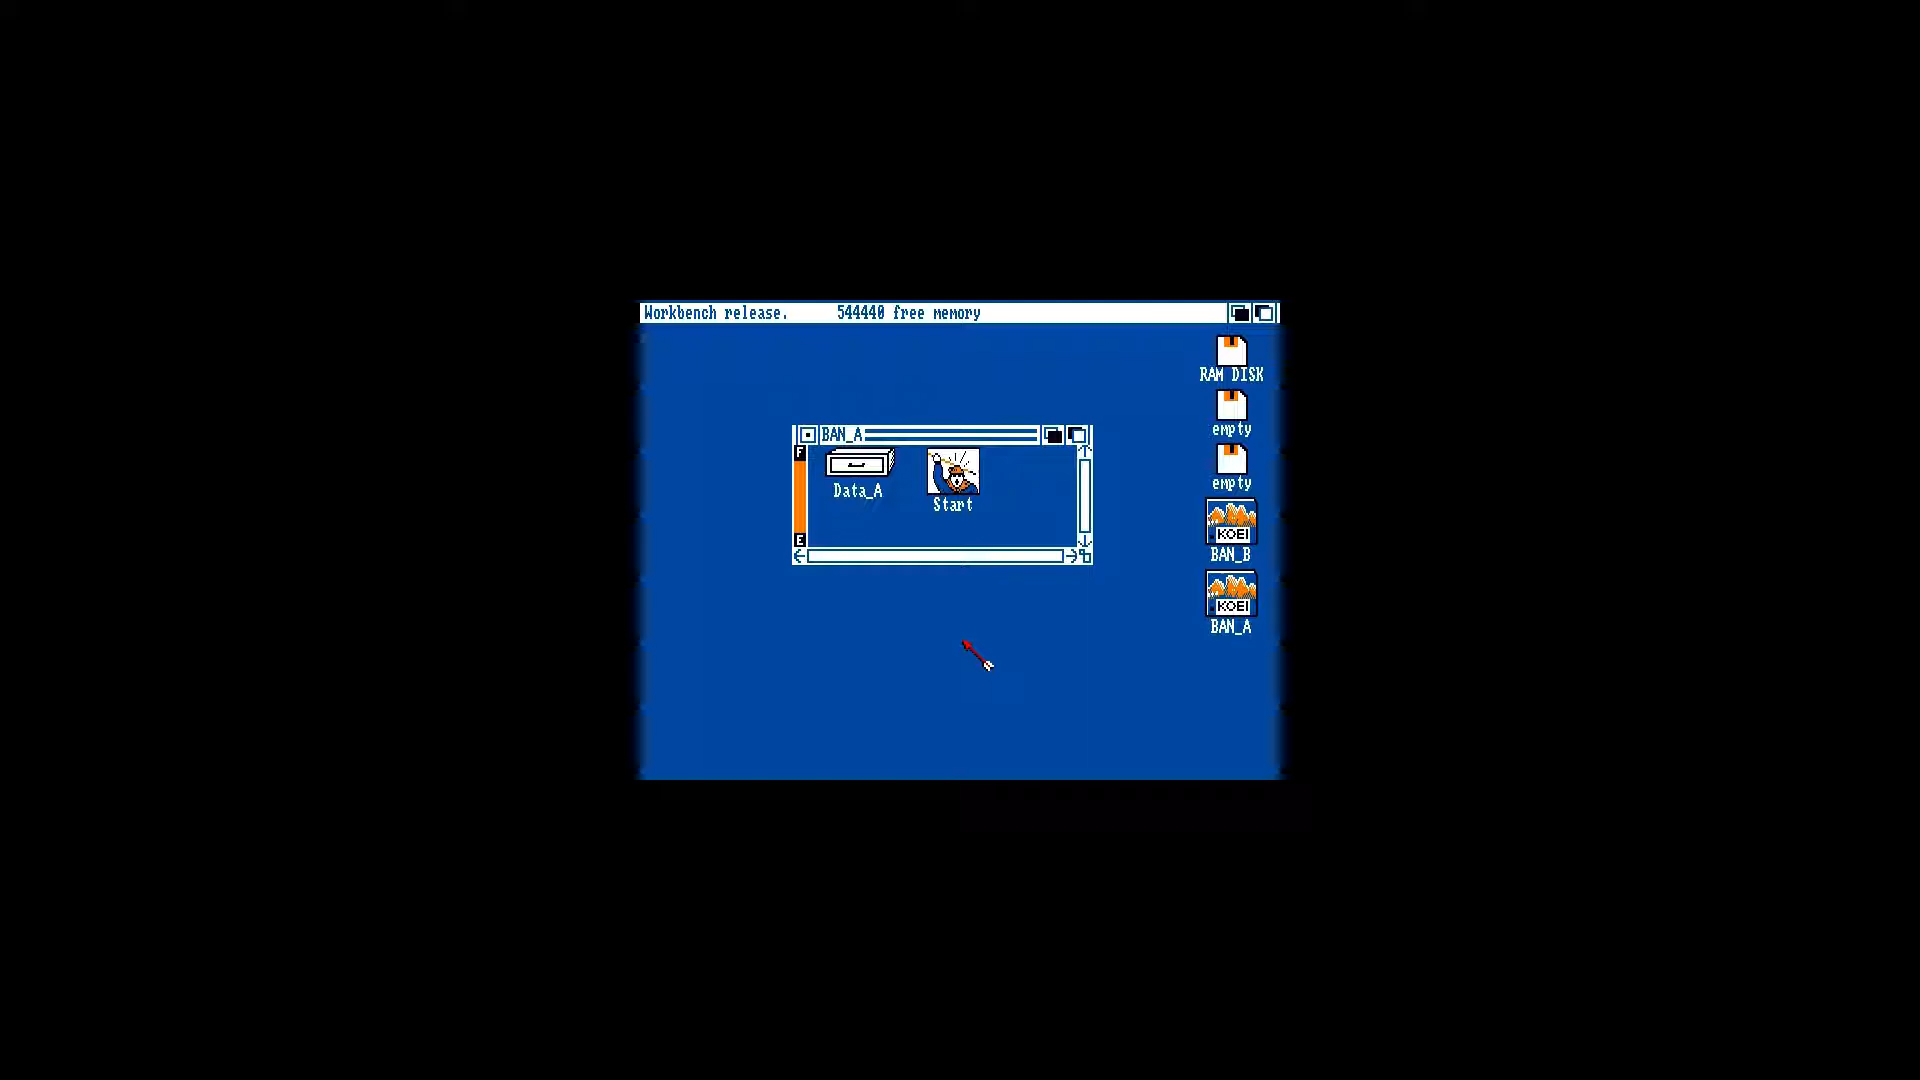 Workbench release. 544440 free memory
RAM DISK
empty
BAN_A
F
Data_A
Start
E
empty
KOEI
BAN_B
KOEI
BAN_A